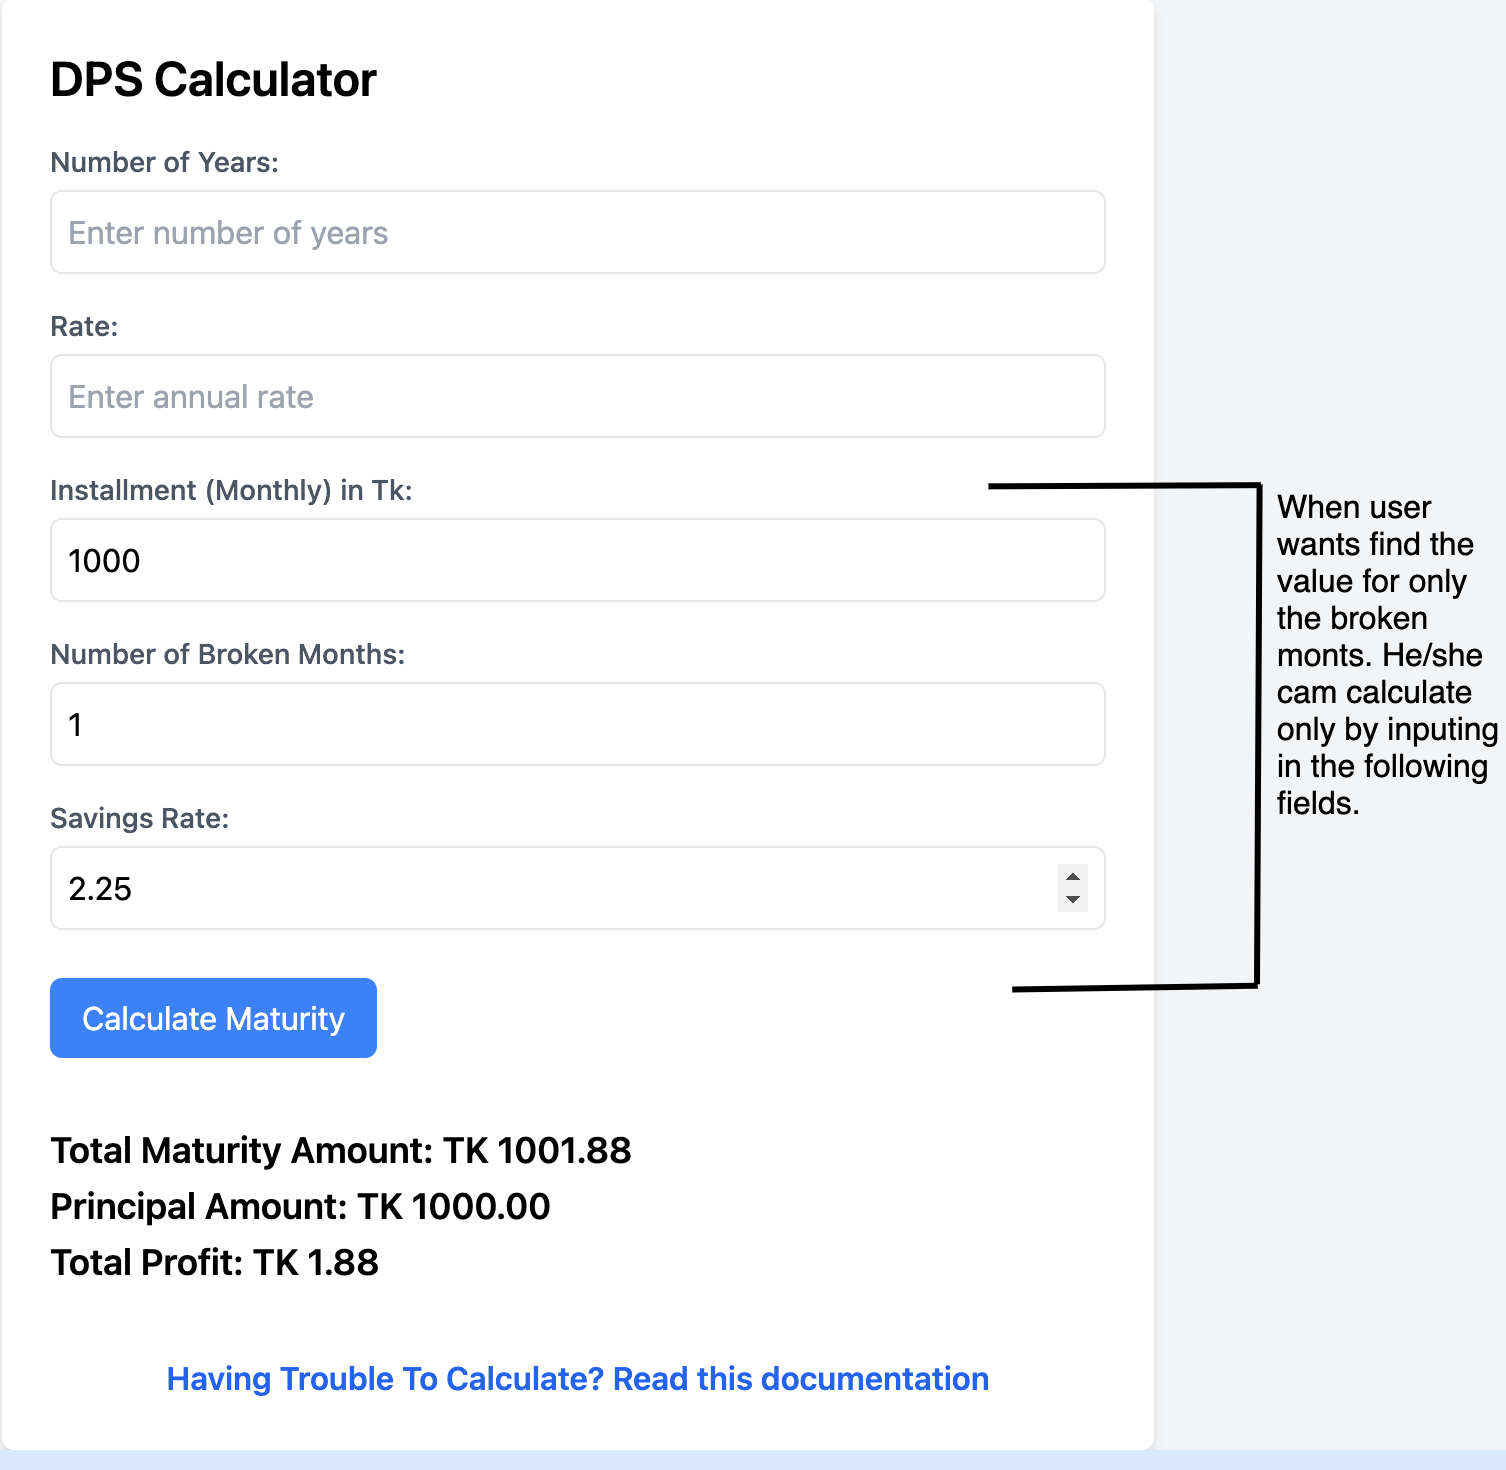 DPS Calculator
Number of Years:
Enter number of years
Rate:
Enter annual rate
Installment (Monthly) in Tk:
1000
Number of Broken Months:
1
Savings Rate:
2.25
Calculate Maturity
Total Maturity Amount: TK 1001.88
Principal Amount: TK 1000.00
Total Profit: TK 1.88
Having Trouble To Calculate? Read this documentation
When user
wants find the
value for only
the broken
monts. He/she
cam calculate
only by inputing
in the following
fields.